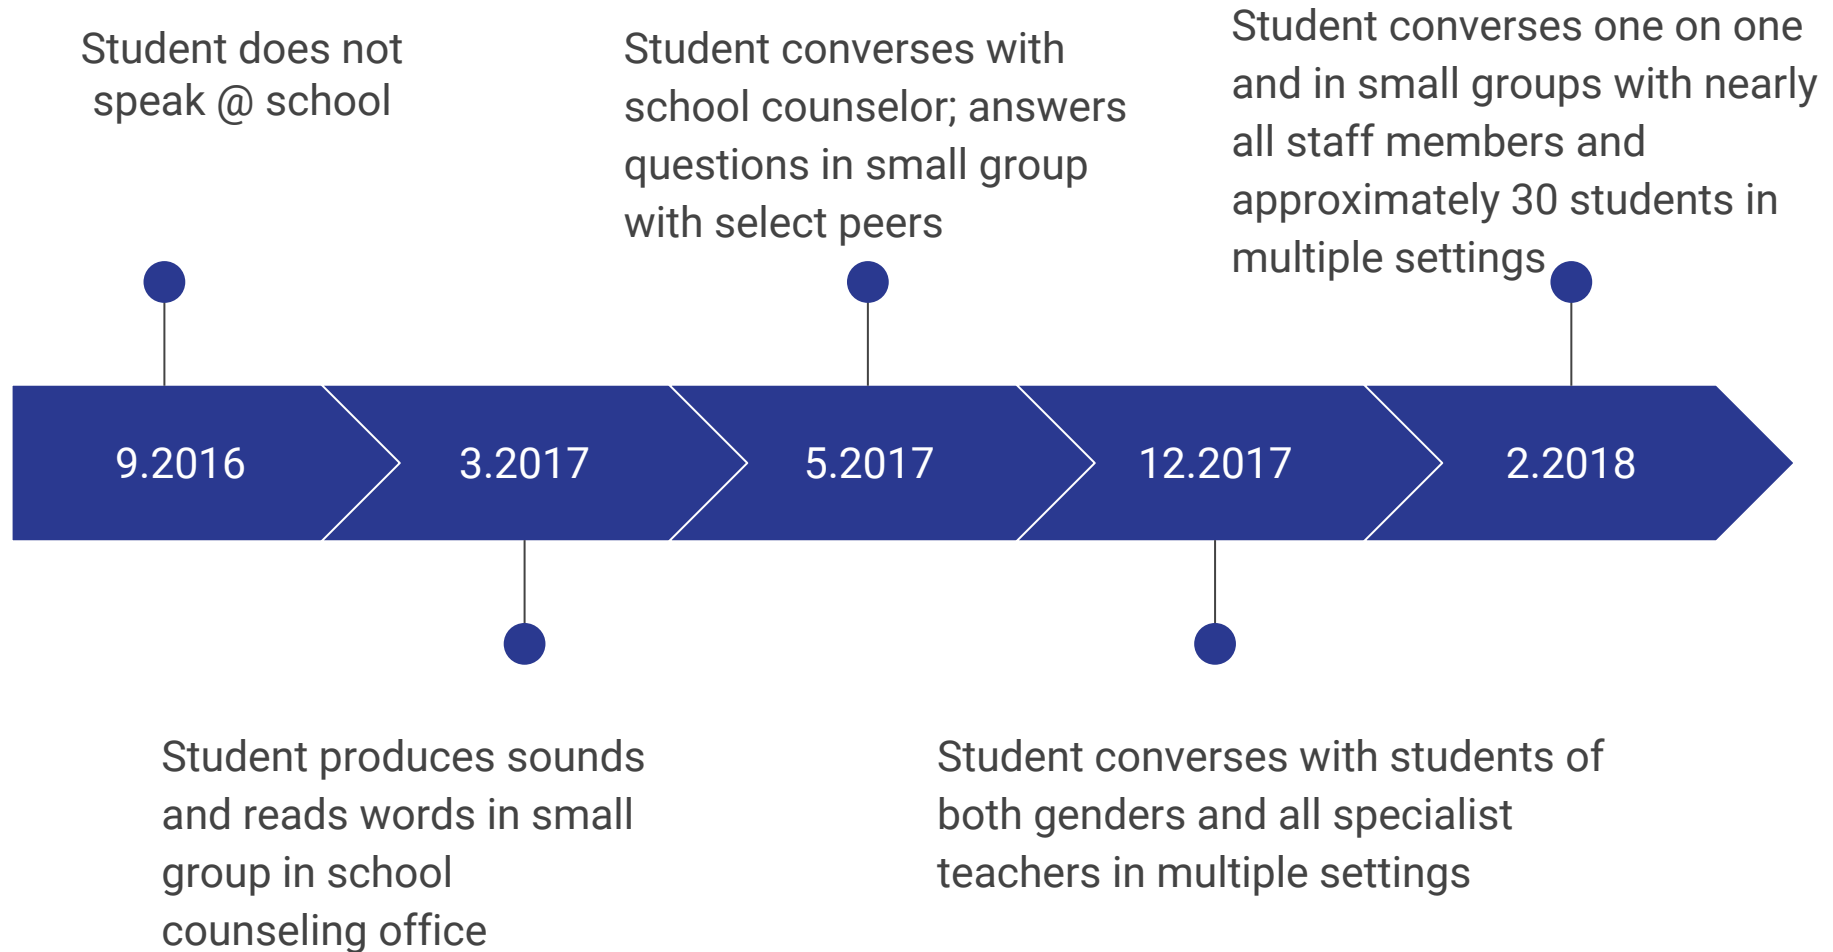 Student does not
speak @ school
Student converses with
school counselor; answers
questions in small group
with select peers
Student converses one on one
and in small groups with nearly
all staff members and
approximately 30 students in
multiple settings
9.2016
3.2017
5.2017
12.2017
2.2018
Student produces sounds
and reads words in small
group in school
counseling office
Student converses with students of
both genders and all specialist
teachers in multiple settings